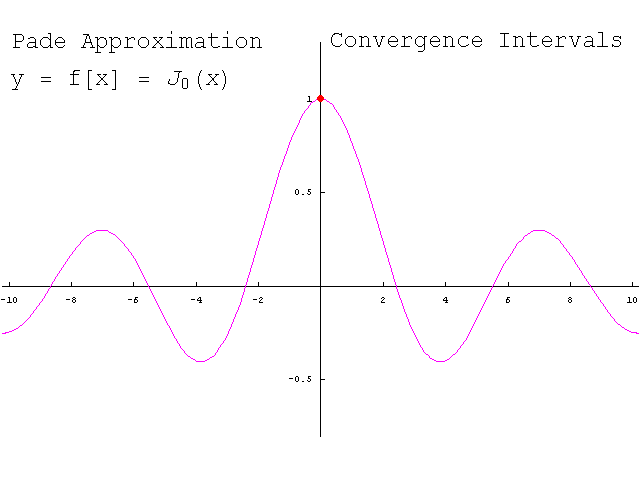 Pade Approximation Convergence Intervals
y = f[x] = J₀(x)
1
0.5
-10 -8 -6 -4 -2 2 4 6 8 10
-0.5